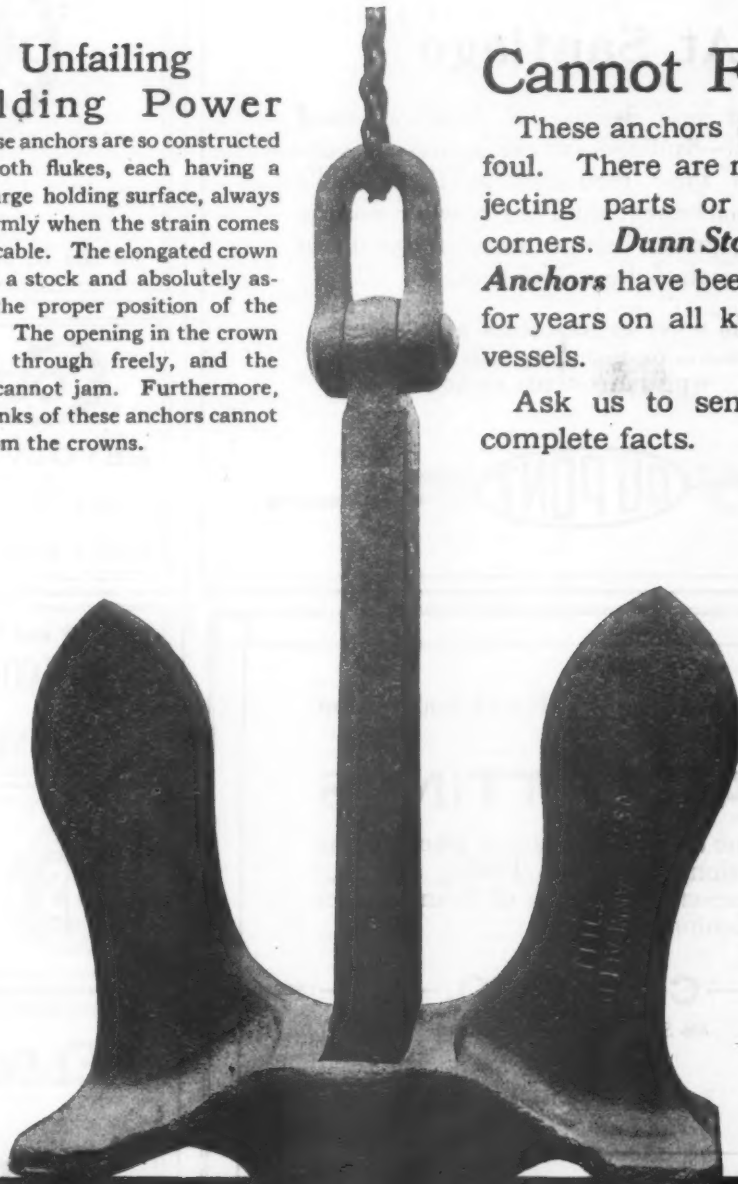 Unfailing
lding Power
se anchors are so constructed
oth flukes, each having a
arge holding surface, always
rmly when the strain comes
cable. The elongated crown
a stock and absolutely as-
he proper position of the
The opening in the crown
through freely, and the
cannot jam. Furthermore,
nks of these anchors cannot
m the crowns.
Cannot F
These anchors
foul. There are
jecting parts or
corners. Dunn Sto
Anchors have bee
for years on all k
vessels.
Ask us to sen
complete facts.